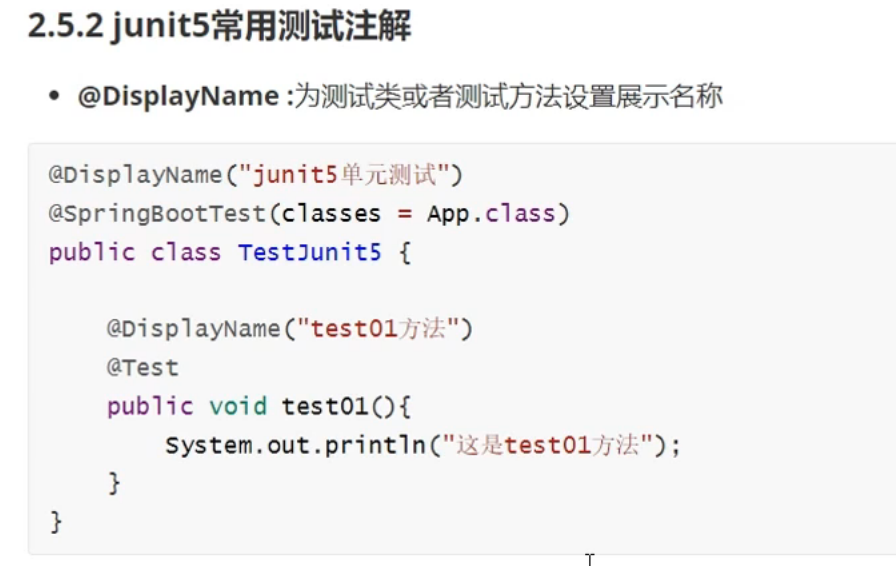 2.5.2 junit5常用测试注解
• @DisplayName :为测试类或者测试方法设置展示名称
@DisplayName("junit5单元测试")
@SpringBootTest(classes = App.class)
public class TestJunit5 {
@DisplayName("test01方法")
@Test
public void test01(){
System.out.println("这是test01方法");
}
}